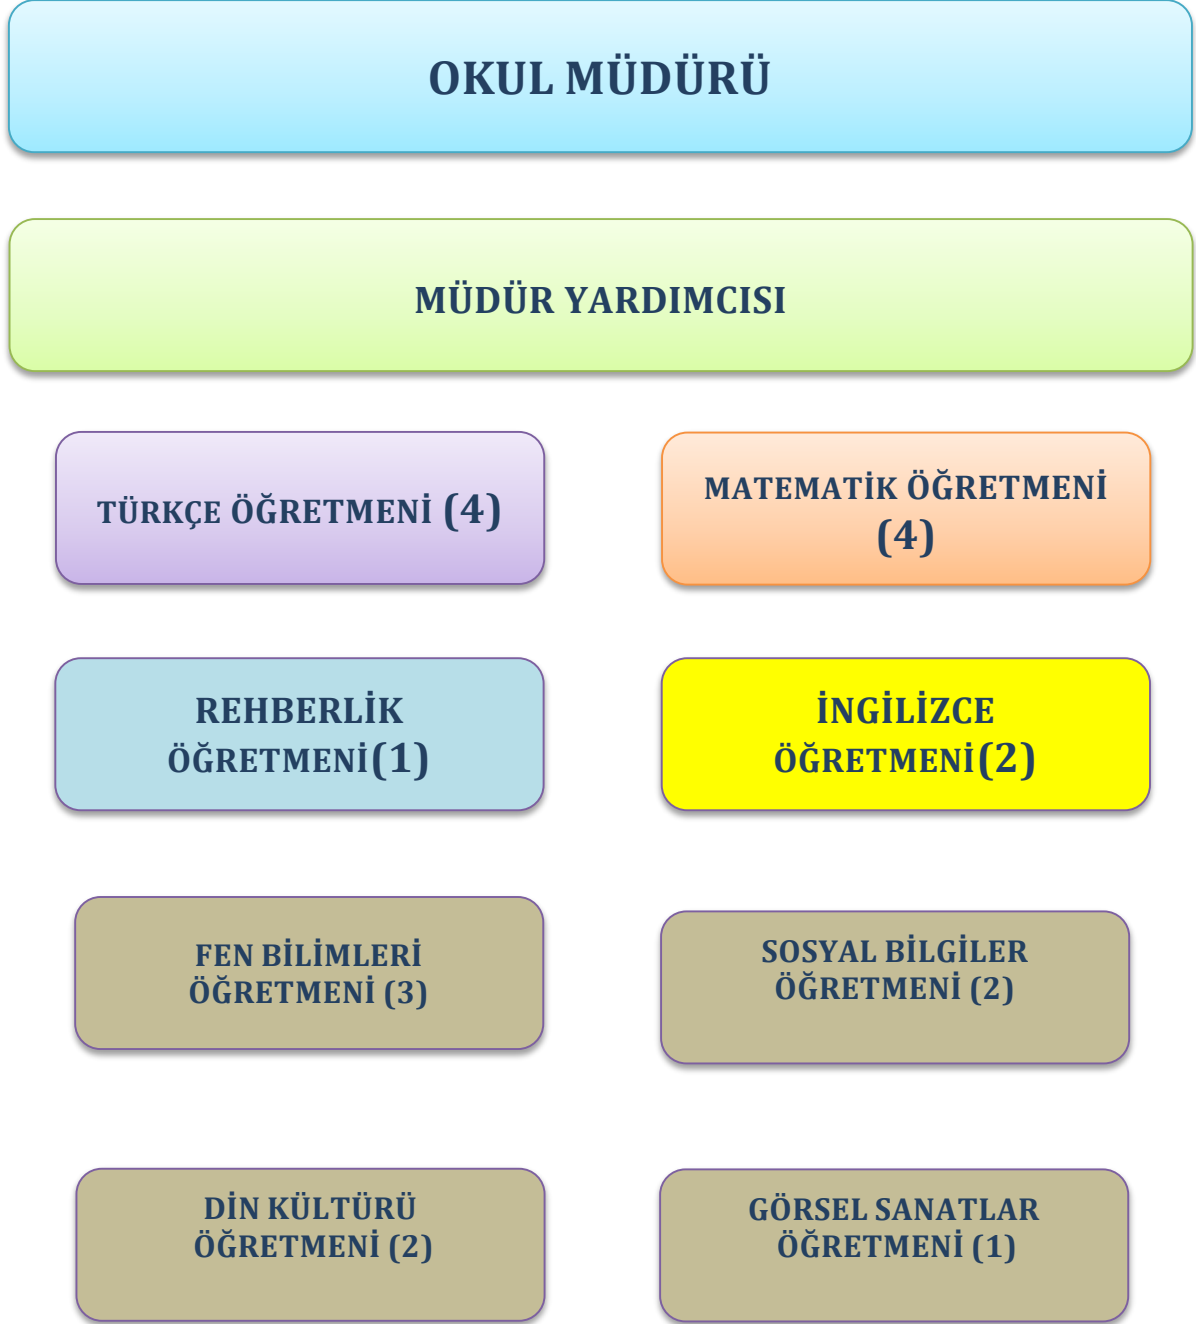 OKUL MÜDÜRÜ
MÜDÜR YARDIMCISI
TÜRKÇE ÖĞRETMENİ (4)
MATEMATİK ÖĞRETMENİ
(4)
REHBERLİK
ÖĞRETMENİ(1)
İNGİLİZCE
ÖĞRETMENİ(2)
FEN BİLİMLERİ
ÖĞRETMENİ (3)
SOSYAL BİLGİLER
ÖĞRETMENİ (2)
DİN KÜLTÜRÜ
ÖĞRETMENİ (2)
GÖRSEL SANATLAR
ÖĞRETMENİ (1)